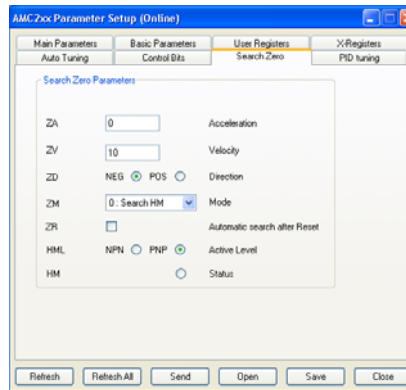 AMC2xx Parameter Setup (Online)
Main Parameters Basic Parameters User Registers X-Registers
Auto Tuning Control Bits Search Zero PID tuning
Search Zero Parameters
ZA 0 Acceleration
ZV 10 Velocity
ZD NEG POS Direction
ZM 0 : Search HM Mode
ZR Automatic search after Reset
HML NPN PNP Active Level
HM Status
Refresh Refresh All Send Open Save Close